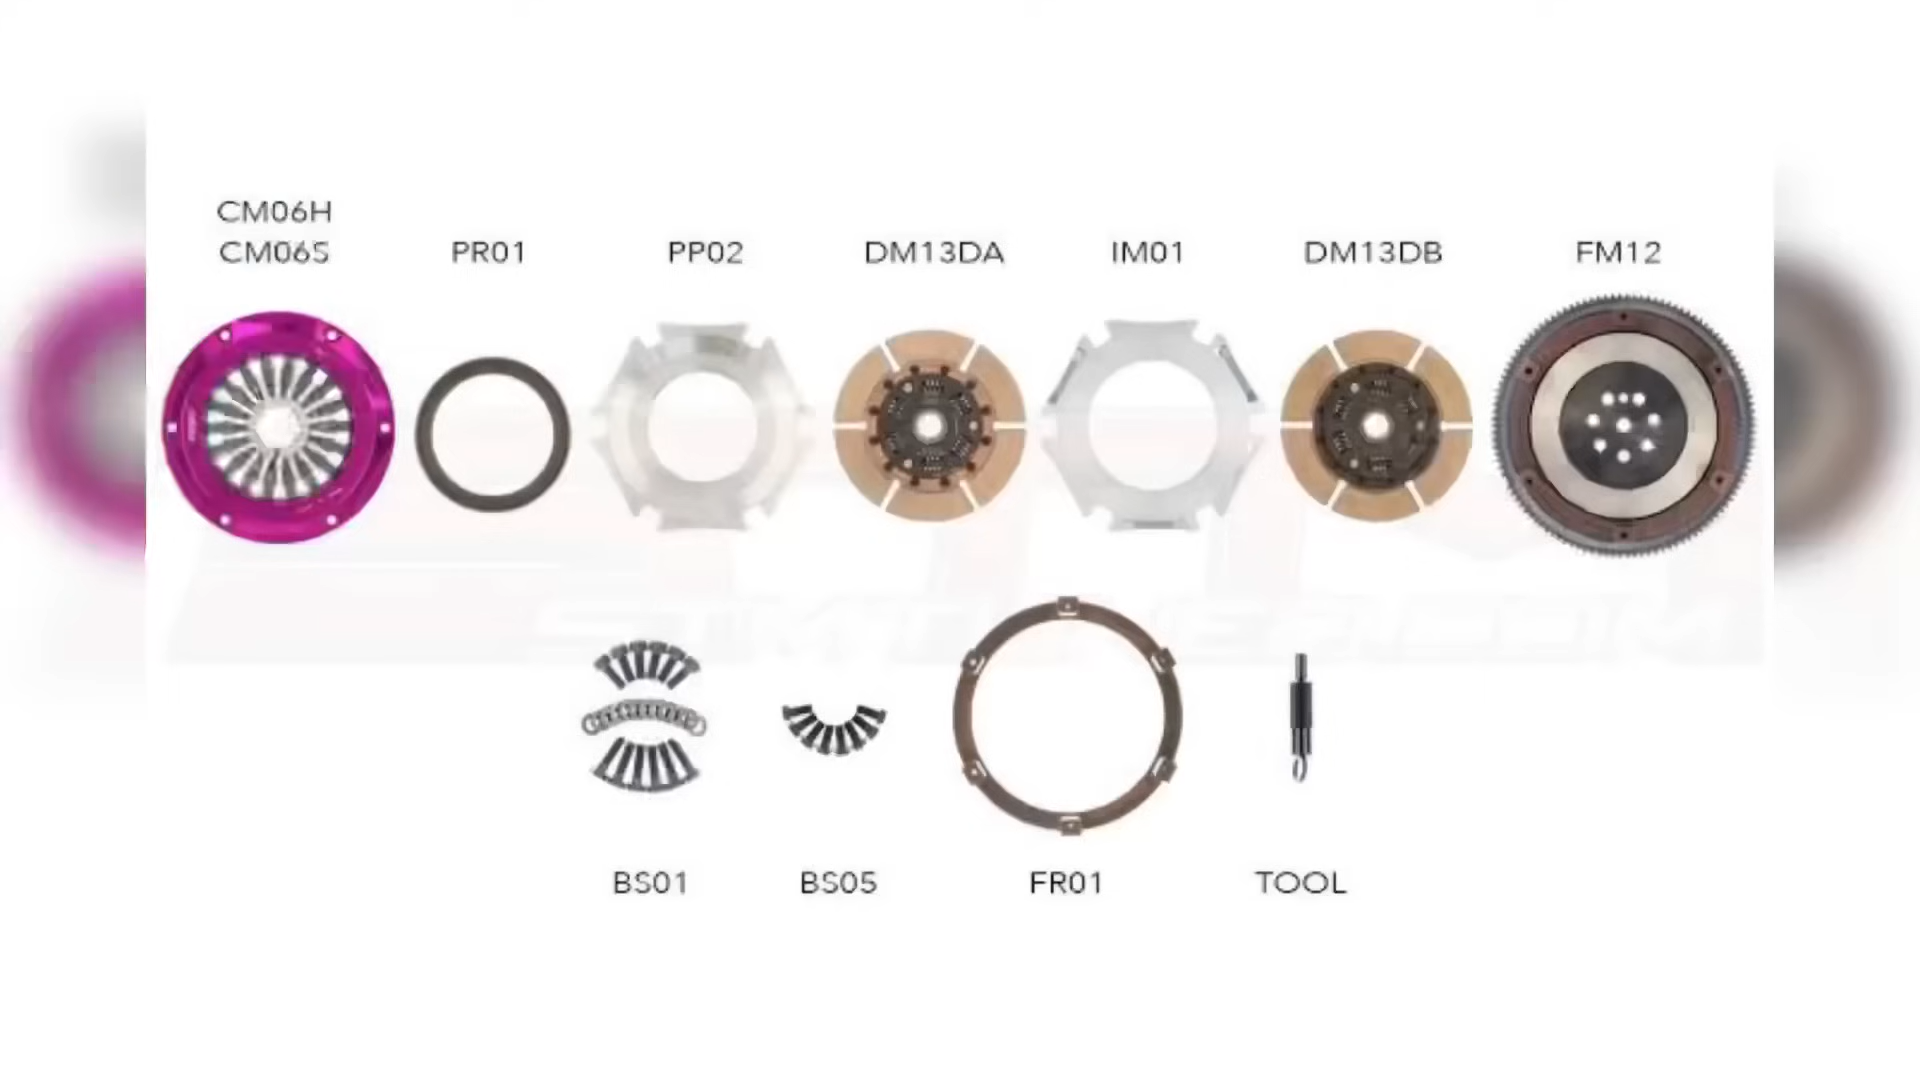 CM06H
CM06S
PR01
PP02
DM13DA
IM01
DM13DB
FM12
BS01
BS05
FR01
TOOL